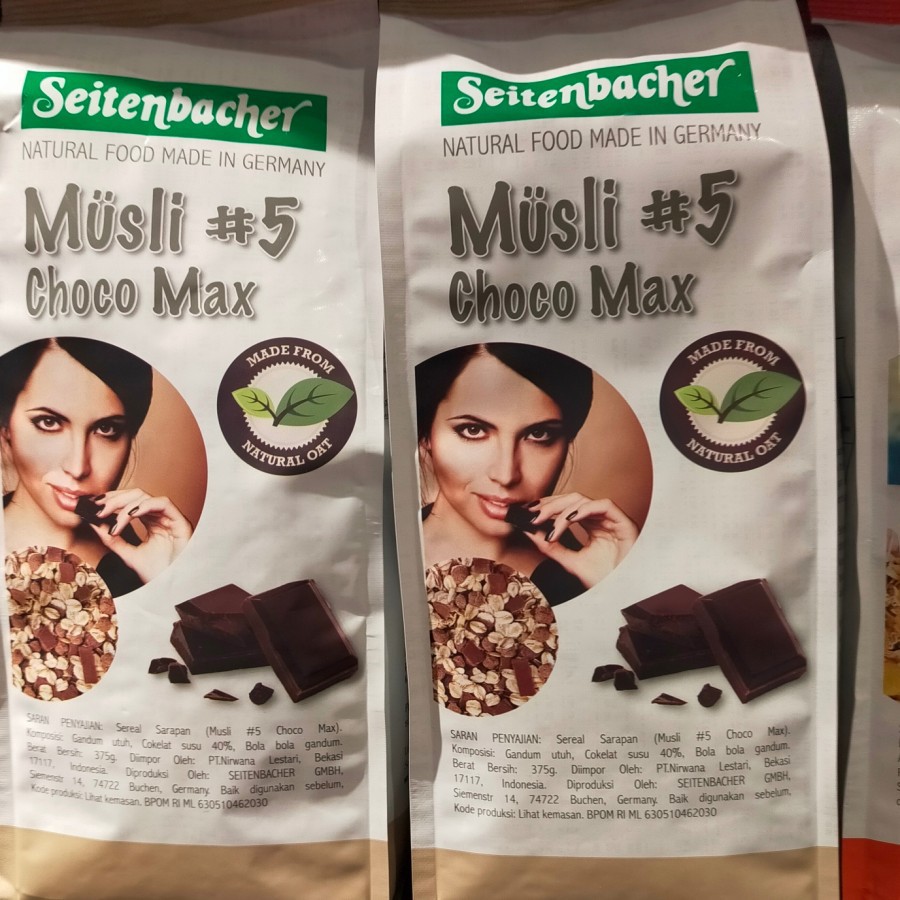 Seitenbacher
NATURAL FOOD MADE IN GERMANY
Müsli #5
Choco Max
MADE FROM
NATURAL OAT
SARAN PENYAJIAN: Sereal Sarapan (Musli #5 Choco Max).
Komposisi: Gandum utuh, Cokelat susu 40%, Bola bola gandum.
Berat Bersih: 375g. Diimpor Oleh: PT.Nirwana Lestari, Bekasi
17117, Indonesia. Diproduksi Oleh: SEITENBACHER GMBH,
Siemenstr 14, 74722 Buchen, Germany. Baik digunakan sebelum,
Kode produksi: Lihat kemasan. BPOM RI ML 630510462030
Seitenbacher
NATURAL FOOD MADE IN GERMANY
Müsli #5
Choco Max
MADE FROM
NATURAL OAT
SARAN PENYAJIAN: Sereal Sarapan (Musli #5 Choco Max).
Komposisi: Gandum utuh, Cokelat susu 40%, Bola bola gandum.
Berat Bersih: 375g. Diimpor Oleh: PT.Nirwana Lestari, Bekasi
17117, Indonesia. Diproduksi Oleh: SEITENBACHER GMBH,
Siemenstr 14, 74722 Buchen, Germany. Baik digunakan sebelum,
Kode produksi: Lihat kemasan. BPOM RI ML 630510462030